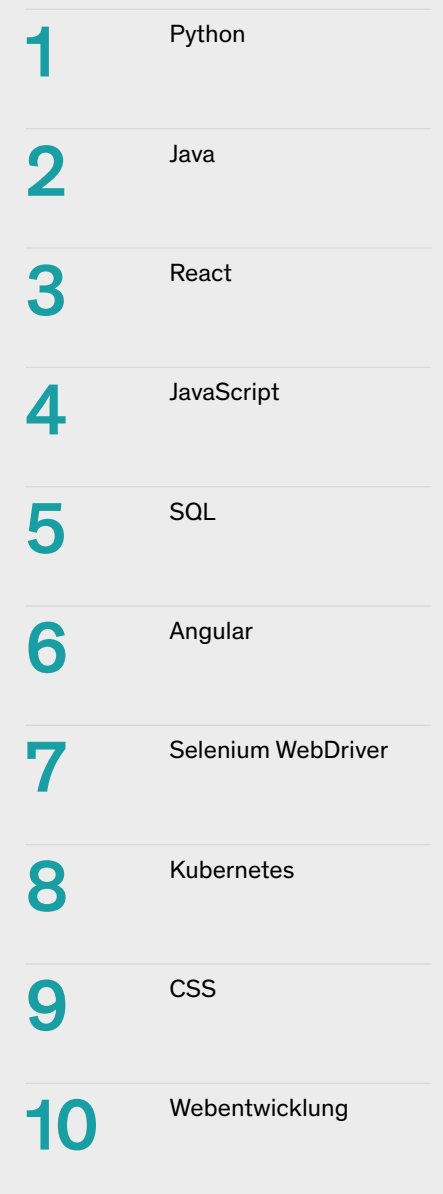 1 Python
2 Java
3 React
4 JavaScript
5 SQL
6 Angular
7 Selenium WebDriver
8 Kubernetes
9 CSS
10 Webentwicklung